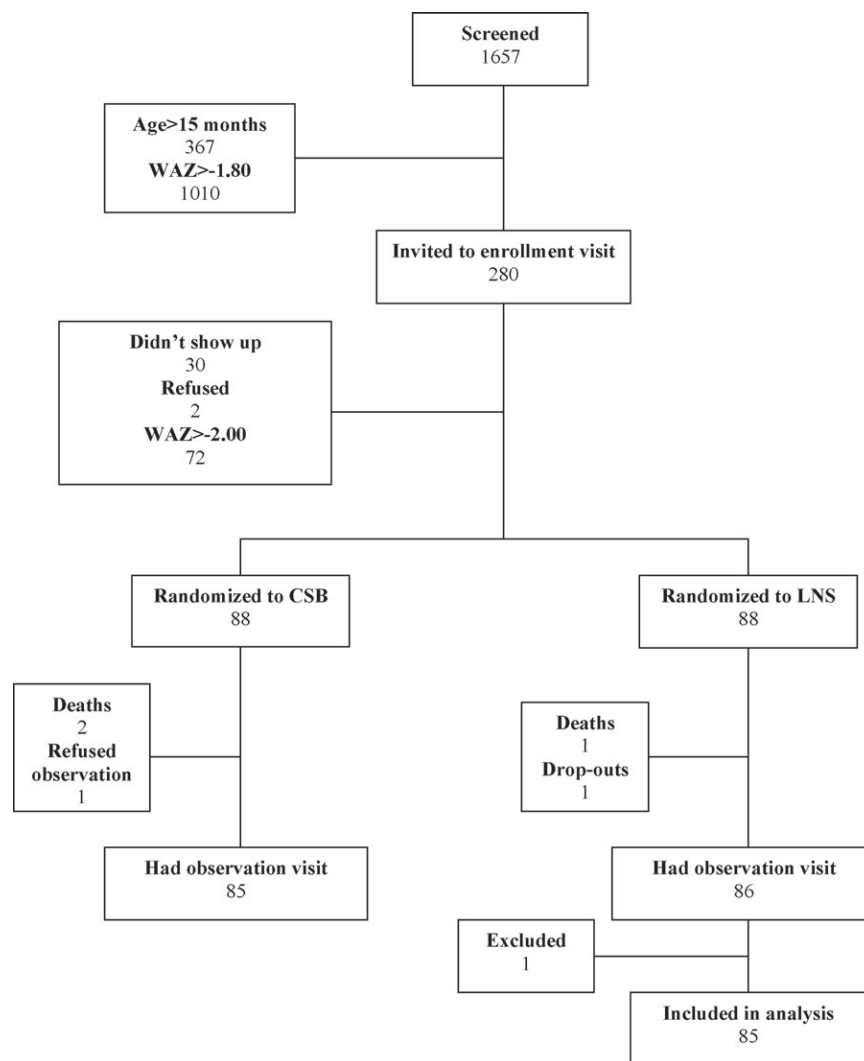 Screened
1657
Age>15 months
367
WAZ>-1.80
1010
Invited to enrollment visit
280
Didn't show up
30
Refused
2
WAZ>-2.00
72
Randomized to CSB
88
Randomized to LNS
88
Deaths
2
Refused
observation
1
Deaths
1
Drop-outs
1
Had observation visit
85
Had observation visit
86
Excluded
1
Included in analysis
85